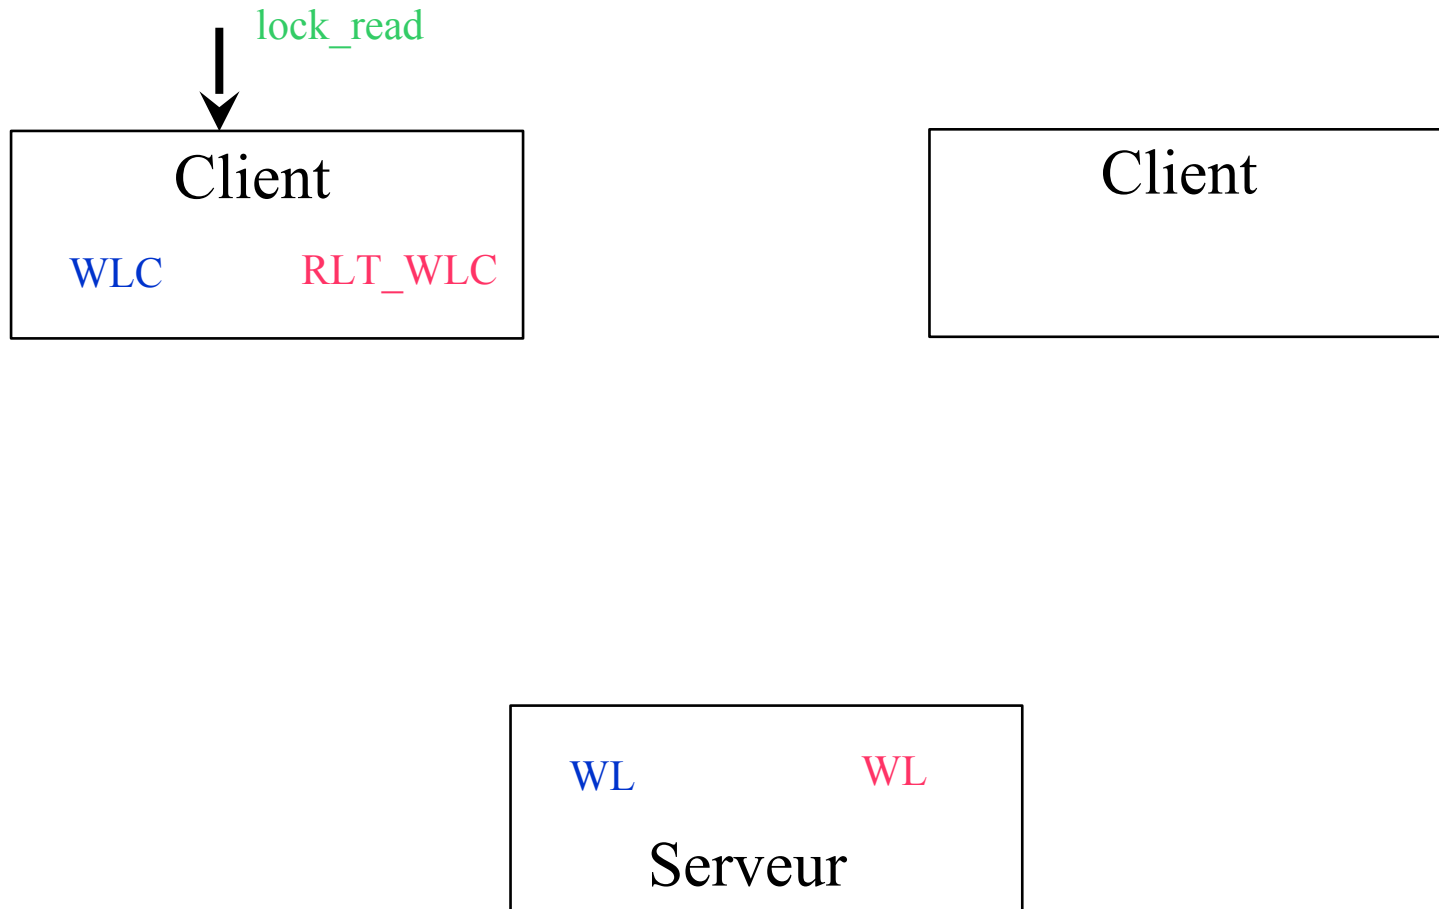 lock_read
Client
WLC
RLT_WLC
Client
WL
WL
Serveur